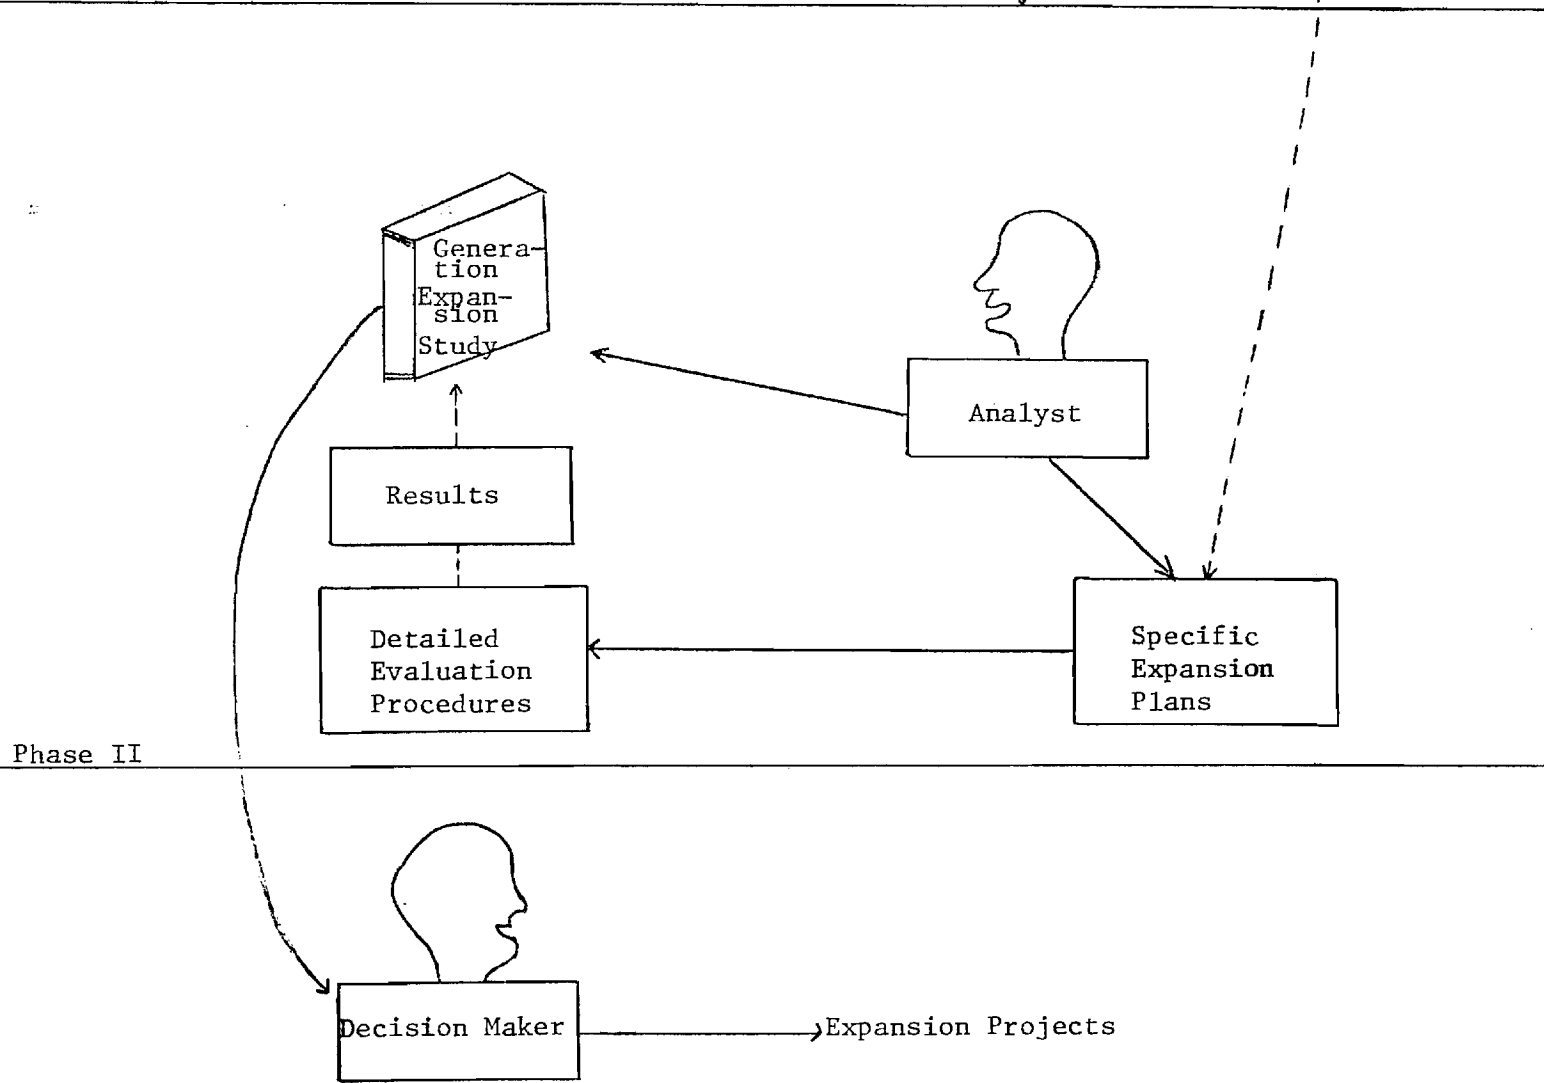 Genera-
tion
Expan-
sion
Study
Analyst
Results
Detailed
Evaluation
Procedures
Specific
Expansion
Plans
Phase II
Decision Maker
Expansion Projects